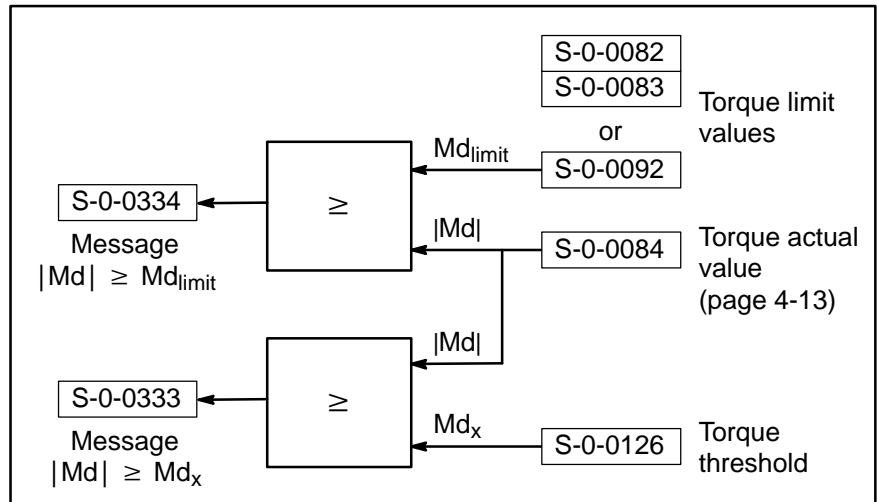 S-0-0082
S-0-0083
or
S-0-0092
Torque limit
values
Md_limit
S-0-0334
≥
Message
|Md| ≥ Md_limit
|Md|
S-0-0084
Torque actual
value
(page 4-13)
|Md|
S-0-0333
≥
Message
|Md| ≥ Md_x
Md_x
S-0-0126
Torque
threshold